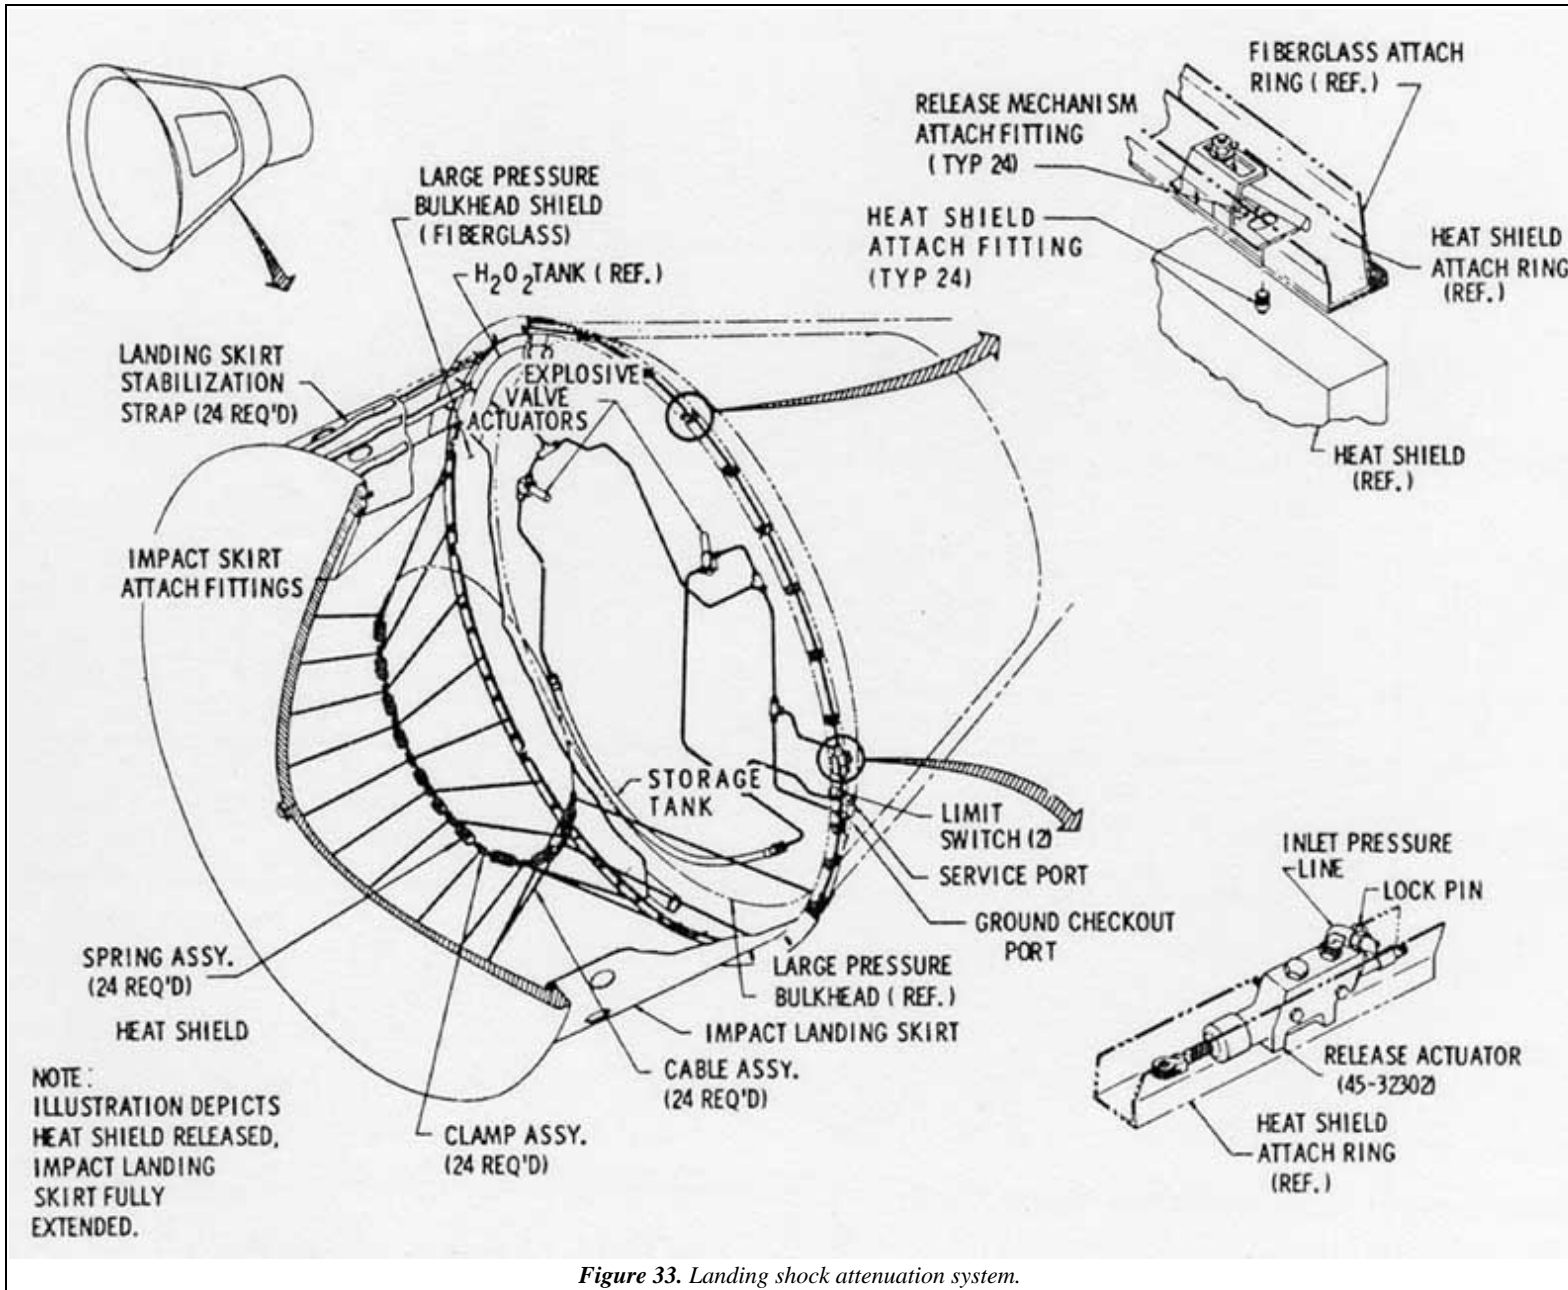 FIBERGLASS ATTACH
RING (REF.)
RELEASE MECHANISM
ATTACH FITTING
(TYP 24)
HEAT SHIELD
ATTACH FITTING
(TYP 24)
HEAT SHIELD
ATTACH RING
(REF.)
HEAT SHIELD
(REF.)
LARGE PRESSURE
BULKHEAD SHIELD
(FIBERGLASS)
H2O2 TANK (REF.)
LANDING SKIRT
STABILIZATION
STRAP (24 REQ'D)
EXPLOSIVE
VALVE
ACTUATORS
IMPACT SKIRT
ATTACH FITTINGS
STORAGE
TANK
LIMIT
SWITCH (2)
SERVICE PORT
GROUND CHECKOUT
PORT
INLET PRESSURE
LINE
LOCK PIN
RELEASE ACTUATOR
(45-32302)
HEAT SHIELD
ATTACH RING
(REF.)
SPRING ASSY.
(24 REQ'D)
HEAT SHIELD
LARGE PRESSURE
BULKHEAD (REF.)
IMPACT LANDING SKIRT
CABLE ASSY.
(24 REQ'D)
CLAMP ASSY.
(24 REQ'D)
NOTE:
ILLUSTRATION DEPICTS
HEAT SHIELD RELEASED,
IMPACT LANDING
SKIRT FULLY
EXTENDED.
Figure 33. Landing shock attenuation system.